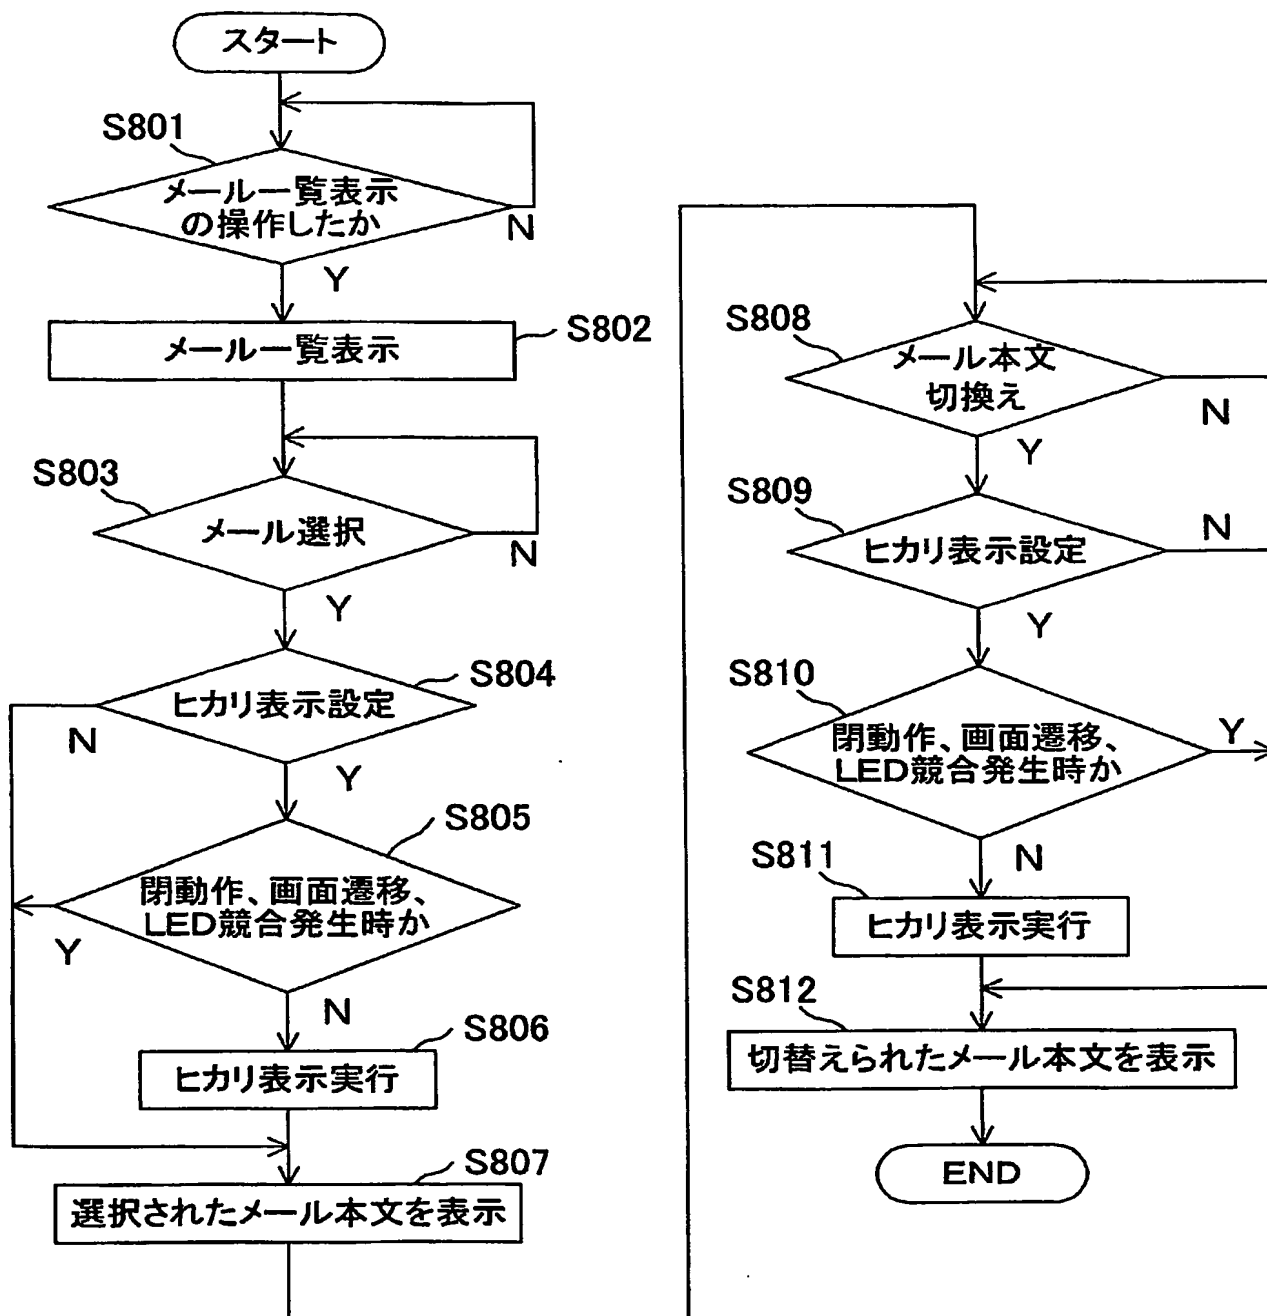 スタート
S801
メール一覧表示
の操作したか
N
Y
S802
メール一覧表示
S803
メール選択
N
Y
S804
ヒカリ表示設定
N
Y
S805
閉動作、画面遷移、
LED競合発生時か
Y
N
S806
ヒカリ表示実行
S807
選択されたメール本文を表示
S808
メール本文
切換え
N
Y
S809
ヒカリ表示設定
N
Y
S810
閉動作、画面遷移、
LED競合発生時か
Y
N
S811
ヒカリ表示実行
S812
切替えられたメール本文を表示
END